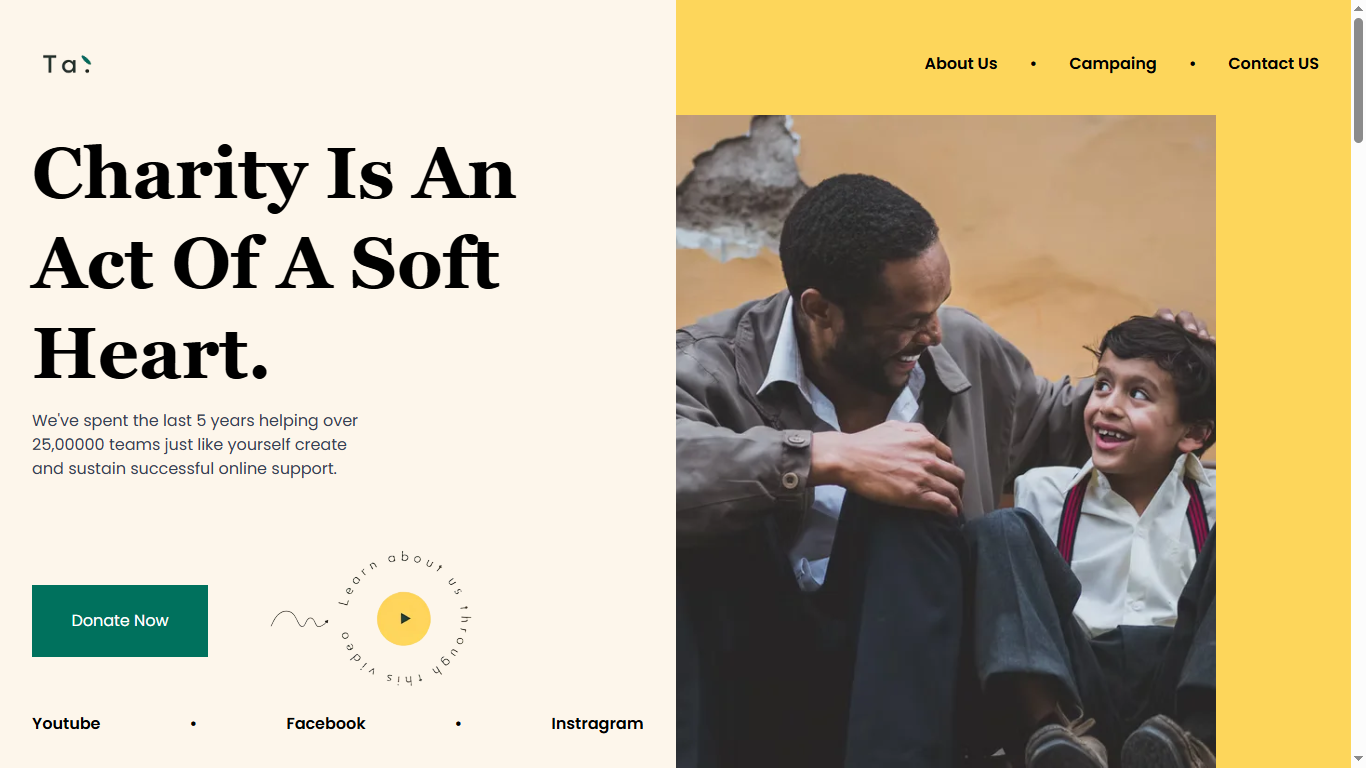 Ta:
About Us • Campaing • Contact US
Charity Is An
Act Of A Soft
Heart.
We've spent the last 5 years helping over
25,00000 teams just like yourself create
and sustain successful online support.
Donate Now
Learn about us through this video
Youtube • Facebook • Instragram